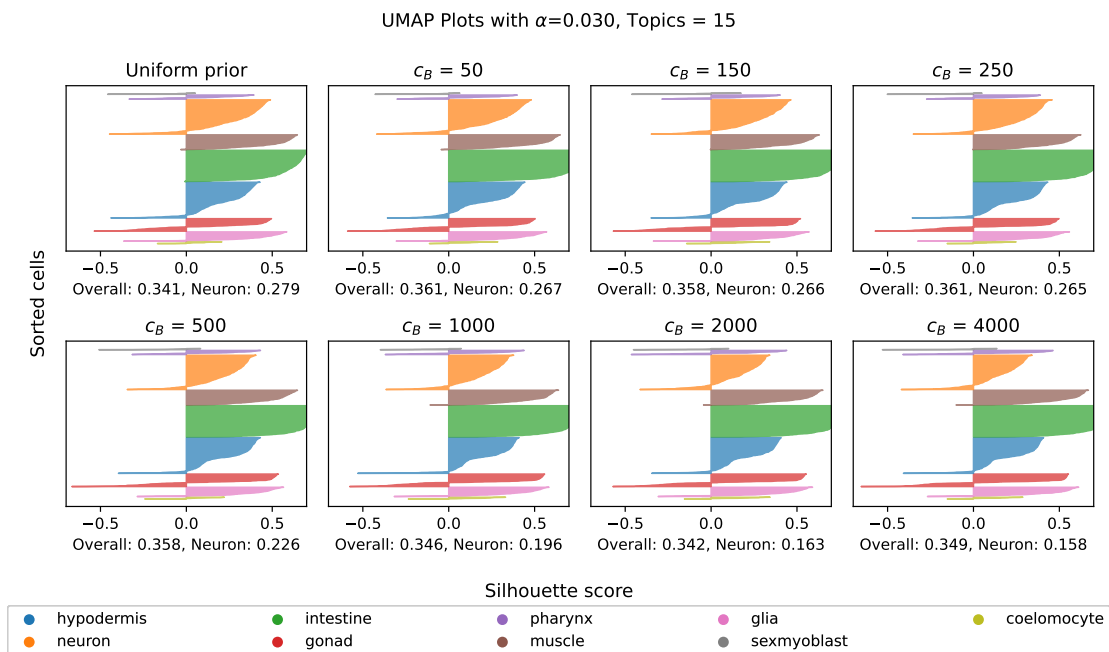 UMAP Plots with α=0.030, Topics = 15
Uniform prior
c_B = 50
c_B = 150
c_B = 250
−0.5 0.0 0.5
−0.5 0.0 0.5
−0.5 0.0 0.5
−0.5 0.0 0.5
Overall: 0.341, Neuron: 0.279
Overall: 0.361, Neuron: 0.267
Overall: 0.358, Neuron: 0.266
Overall: 0.361, Neuron: 0.265
Sorted cells
c_B = 500
c_B = 1000
c_B = 2000
c_B = 4000
−0.5 0.0 0.5
−0.5 0.0 0.5
−0.5 0.0 0.5
−0.5 0.0 0.5
Overall: 0.358, Neuron: 0.226
Overall: 0.346, Neuron: 0.196
Overall: 0.342, Neuron: 0.163
Overall: 0.349, Neuron: 0.158
Silhouette score
hypodermis
neuron
intestine
gonad
pharynx
muscle
glia
sexmyoblast
coelomocyte